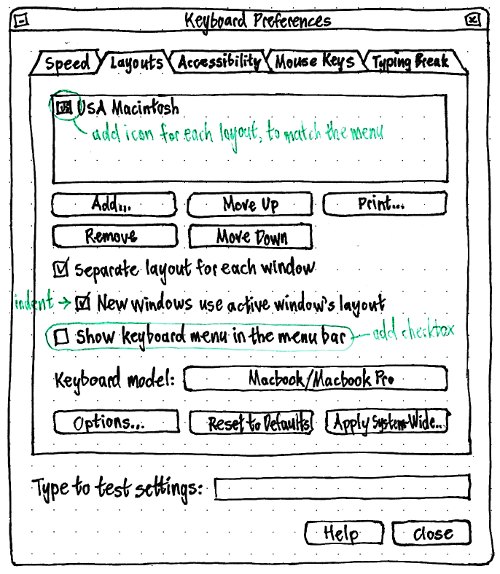 Keyboard Preferences
Speed Layouts Accessibility Mouse Keys Typing Break
USA Macintosh
add icon for each layout, to match the menu
Add... Move Up Print...
Remove Move Down
Separate layout for each window
indent → New windows use active window's layout
Show keyboard menu in the menu bar add checkbox
Keyboard model: Macbook/Macbook Pro
Options... Reset to Defaults Apply System-Wide...
Type to test settings:
Help Close